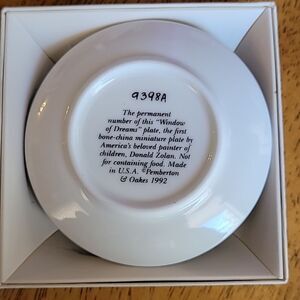 9398A
The permanent
number of this "Window
of Dreams" plate, the first
bone-china miniature plate by
America's beloved painter of
children, Donald Zolan. Not
for containing food. Made
in U.S.A. ©Pemberton
& Oakes 1992